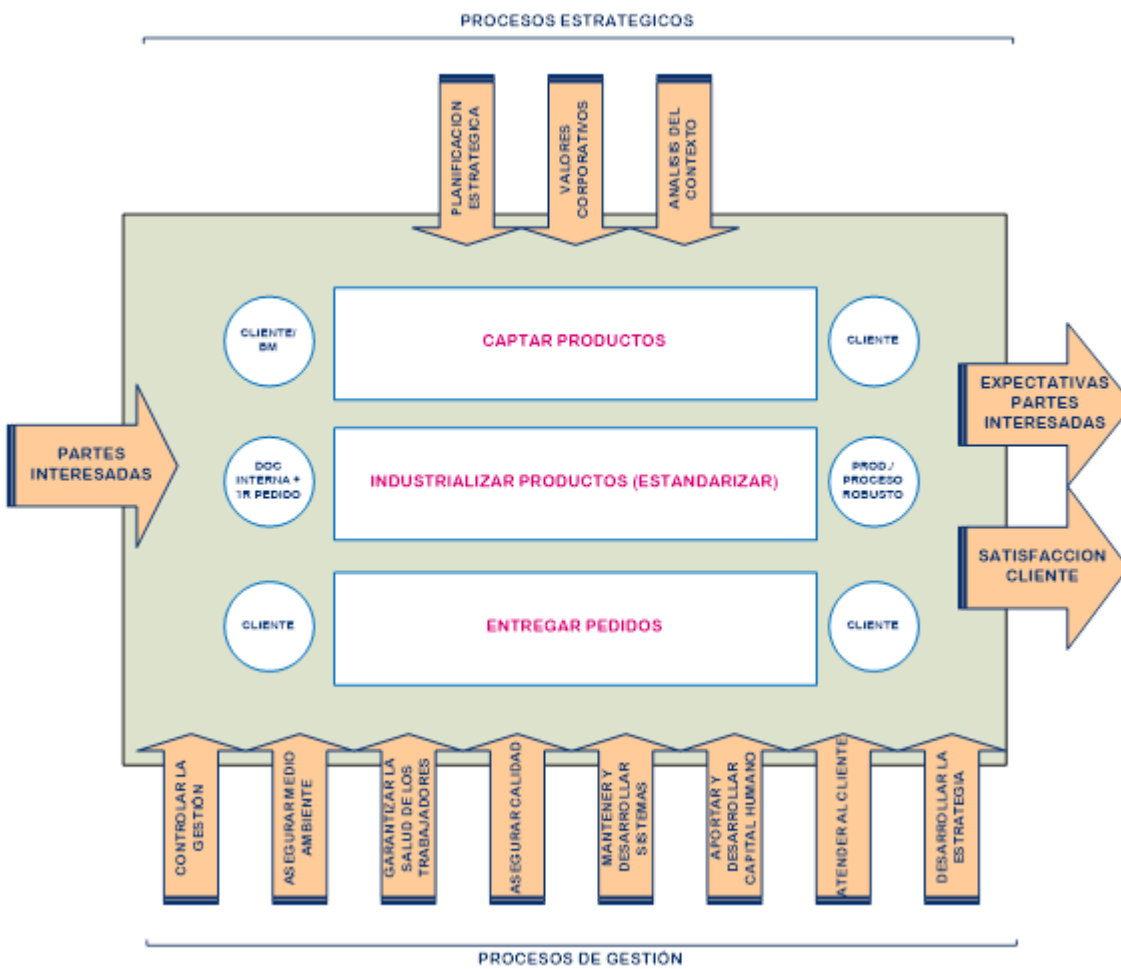 PROCESOS ESTRATEGICOS
PLANIFICACION
ESTRATEGICA
VALORES
CORPORATIVOS
ANALISIS DEL
CONTEXTO
CLIENTE/
BM
CAPTAR PRODUCTOS
CLIENTE
EXPECTATIVAS
PARTES
INTERESADAS
PARTES
INTERESADAS
DOC
INTERNA +
1R PEDIDO
INDUSTRIALIZAR PRODUCTOS (ESTANDARIZAR)
PROD./
PROCESO
ROBUSTO
SATISFACCION
CLIENTE
CLIENTE
ENTREGAR PEDIDOS
CLIENTE
CONTROLAR LA
GESTIÓN
ASEGURAR MEDIO
AMBIENTE
GARANTIZAR LA
SALUD DE LOS
TRABAJADORES
ASEGURAR CALIDAD
MANTENER Y
DESARROLLAR
SISTEMAS
APORTAR Y
DESARROLLAR
CAPITAL HUMANO
ATENDER AL CLIENTE
DESARROLLAR LA
ESTRATEGIA
PROCESOS DE GESTIÓN